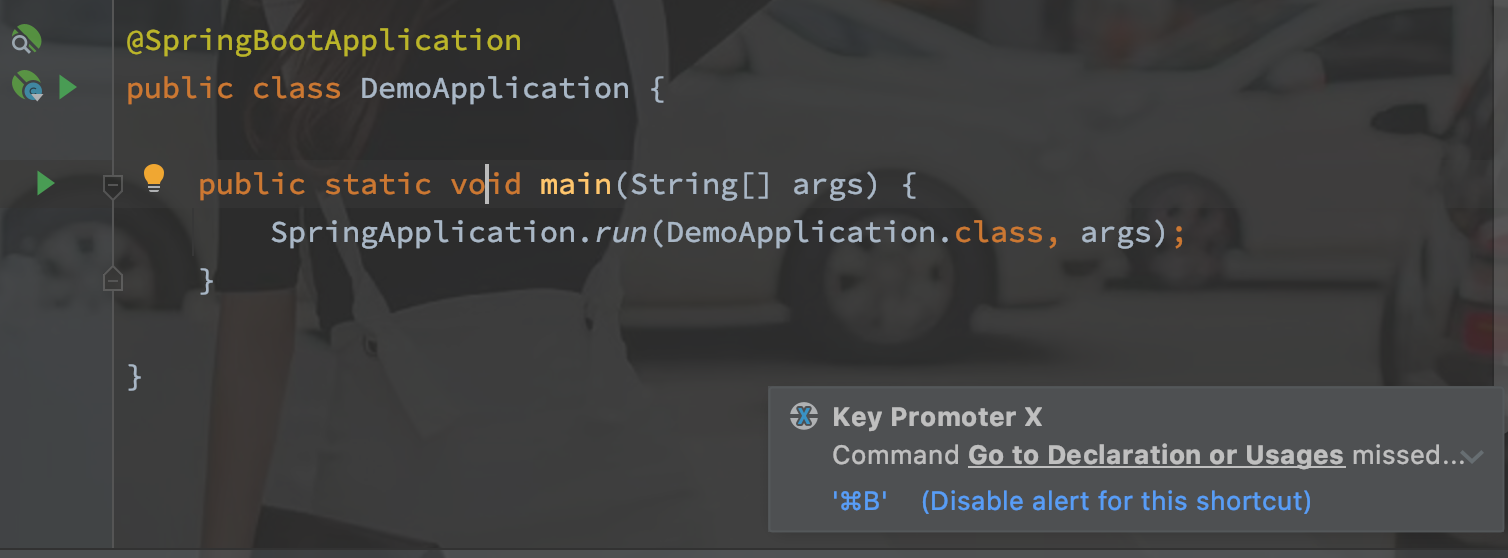 @SpringBootApplication
public class DemoApplication {
public static void main(String[] args) {
SpringApplication.run(DemoApplication.class, args);
}
}
Key Promoter X
Command Go to Declaration or Usages missed...
'⌘B' (Disable alert for this shortcut)